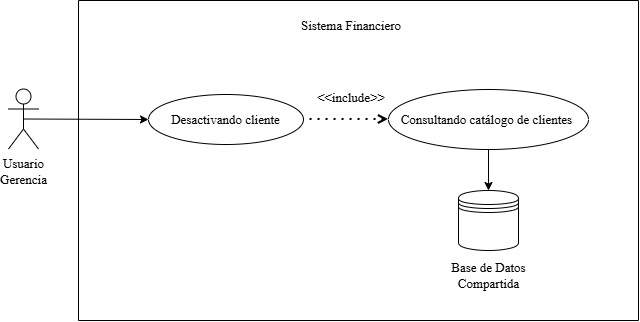 Sistema Financiero
<<include>>
Desactivando cliente
Consultando catálogo de clientes
Usuario
Gerencia
Base de Datos
Compartida